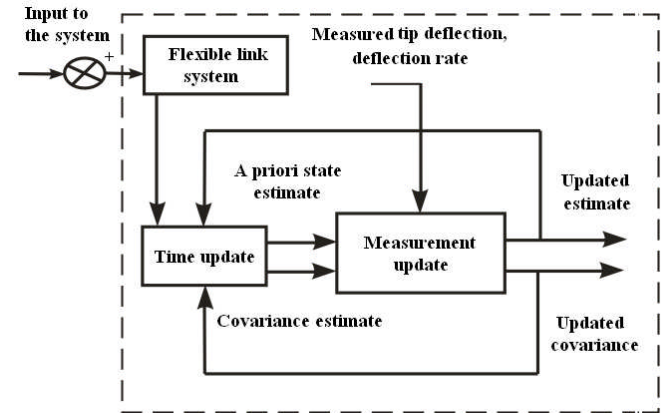 Input to
the system
+
Flexible link
system
Measured tip deflection,
deflection rate
A priori state
estimate
Updated
estimate
Time update
Measurement
update
Covariance estimate
Updated
covariance